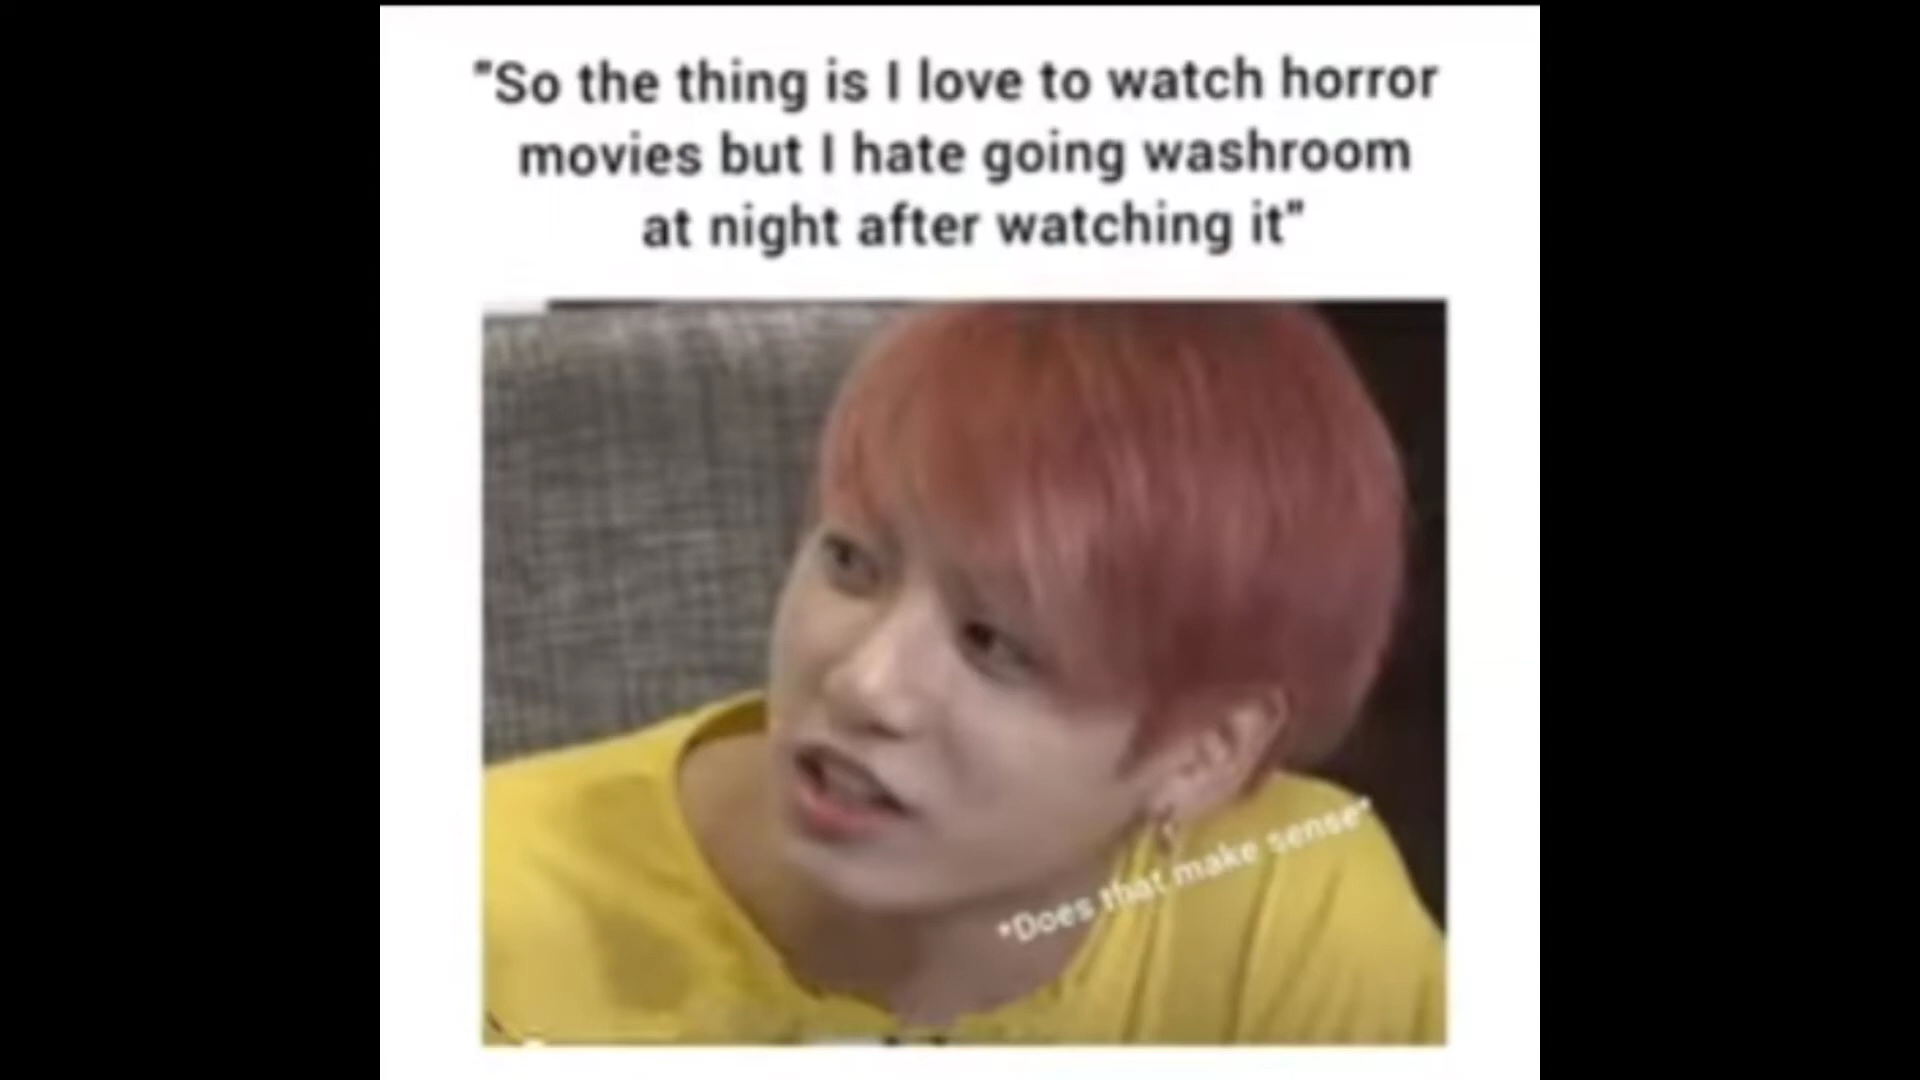 "So the thing is I love to watch horror
movies but I hate going washroom
at night after watching it"
*Does that make sense*